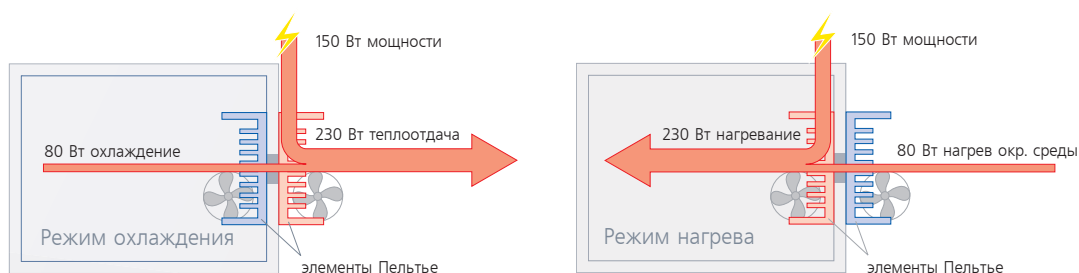 150 Вт мощности
230 Вт теплоотдача
80 Вт охлаждение
Режим охлаждения
элементы Пельтье
150 Вт мощности
230 Вт нагревание
80 Вт нагрев окр. среды
Режим нагрева
элементы Пельтье